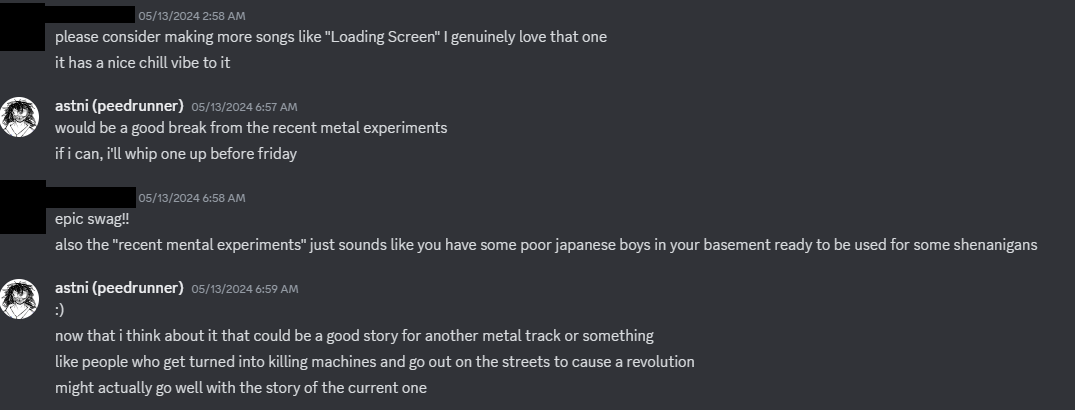 05/13/2024 2:58 AM
please consider making more songs like "Loading Screen" I genuinely love that one
it has a nice chill vibe to it
astni (peedrunner) 05/13/2024 6:57 AM
would be a good break from the recent metal experiments
if i can, i'll whip one up before friday
05/13/2024 6:58 AM
epic swag!!
also the "recent mental experiments" just sounds like you have some poor japanese boys in your basement ready to be used for some shenanigans
astni (peedrunner) 05/13/2024 6:59 AM
:)
now that i think about it that could be a good story for another metal track or something
like people who get turned into killing machines and go out on the streets to cause a revolution
might actually go well with the story of the current one